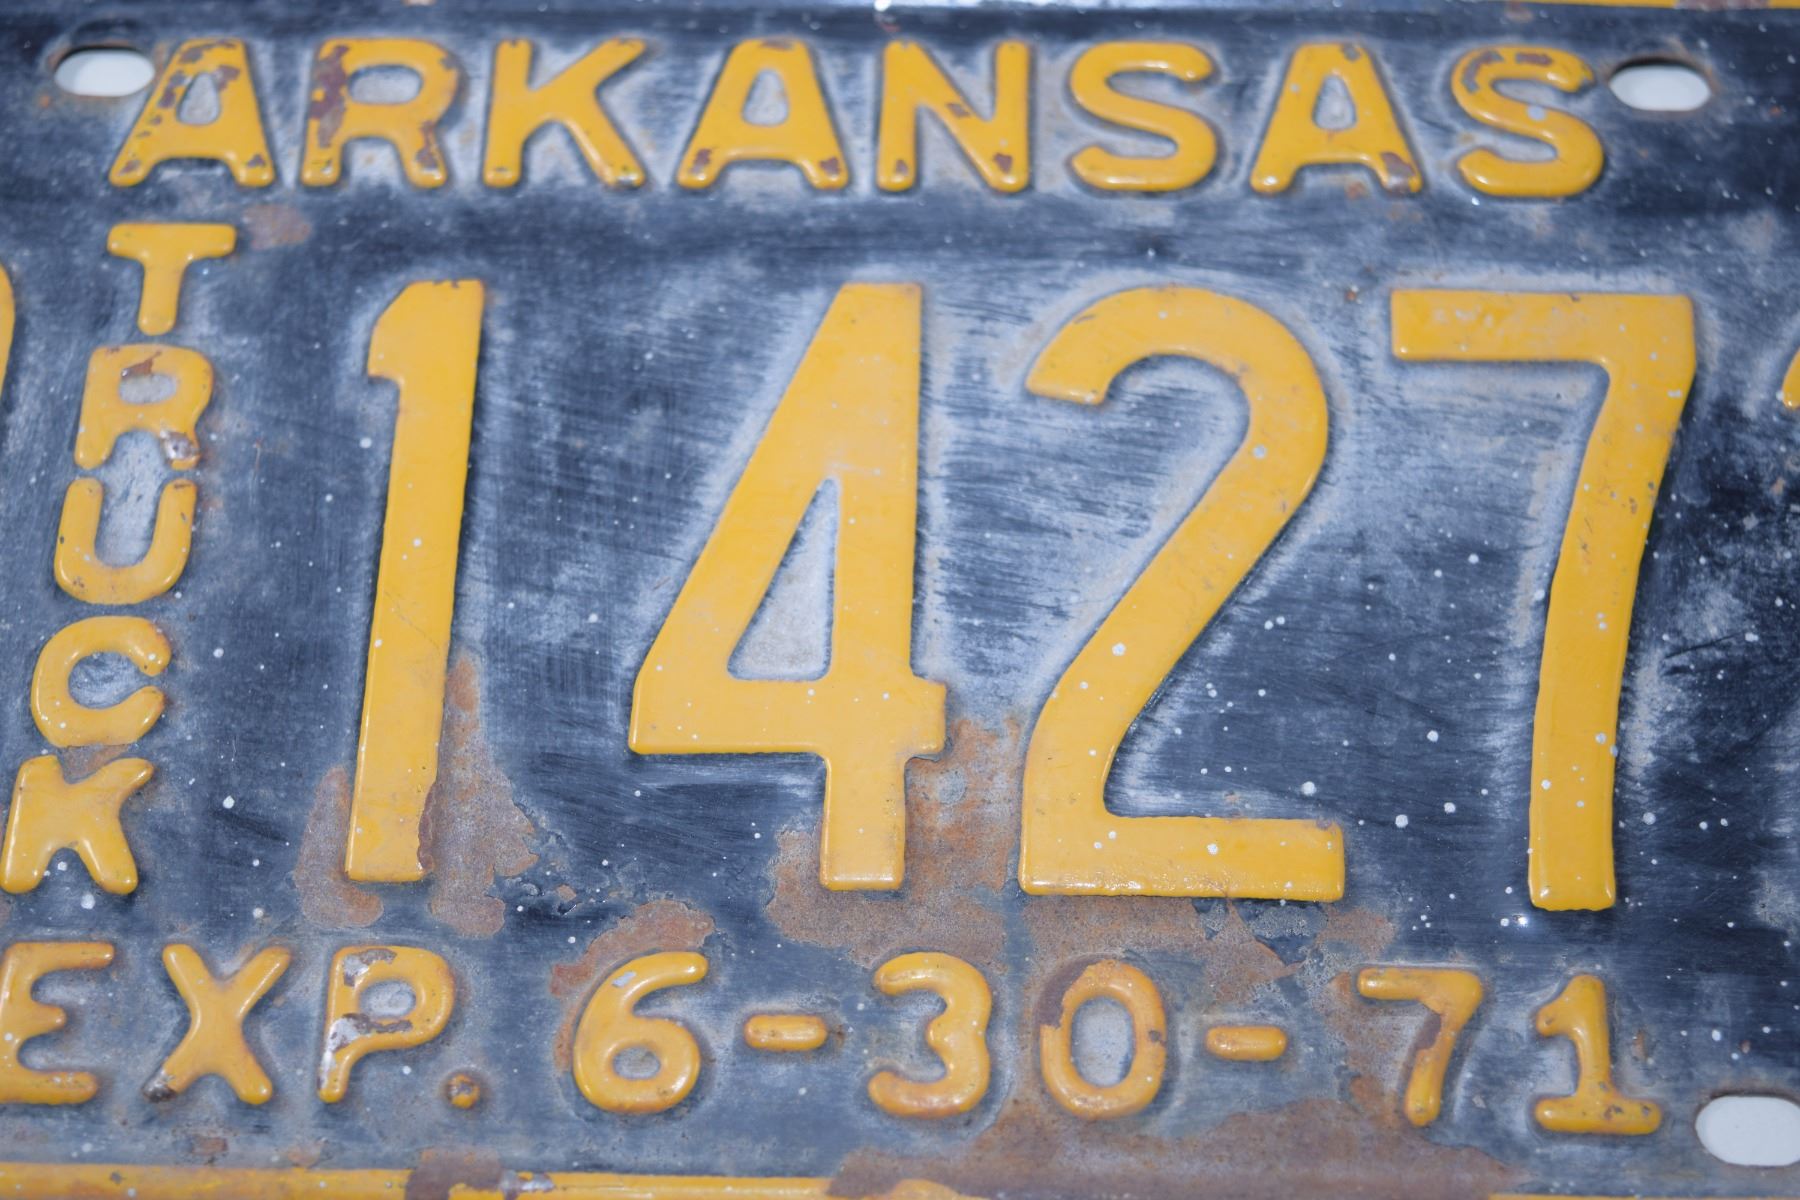 ARKANSAS
TRUCK
1427
EXP. 6-30-71